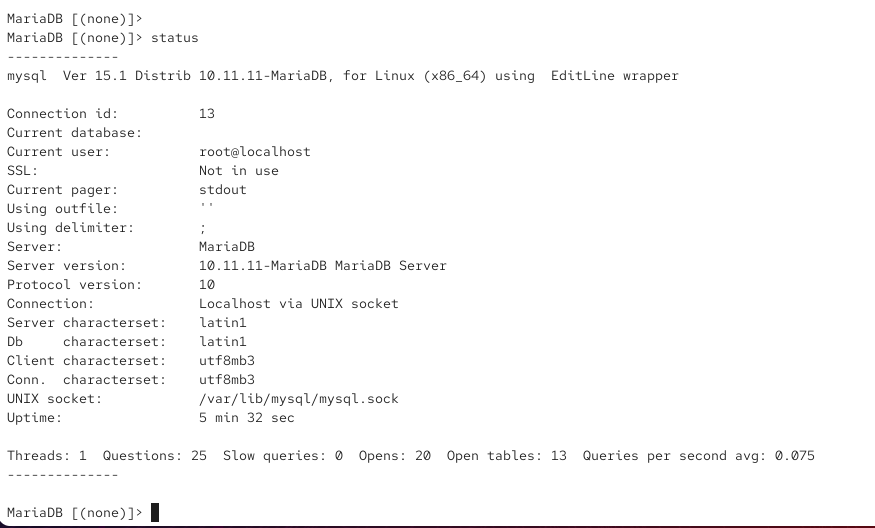 MariaDB [(none)]>
MariaDB [(none)]> status
--------------
mysql  Ver 15.1 Distrib 10.11.11-MariaDB, for Linux (x86_64) using  EditLine wrapper
Connection id:          13
Current database:
Current user:           root@localhost
SSL:                    Not in use
Current pager:          stdout
Using outfile:          ''
Using delimiter:        ;
Server:                 MariaDB
Server version:         10.11.11-MariaDB MariaDB Server
Protocol version:       10
Connection:             Localhost via UNIX socket
Server characterset:    latin1
Db     characterset:    latin1
Client characterset:    utf8mb3
Conn.  characterset:    utf8mb3
UNIX socket:            /var/lib/mysql/mysql.sock
Uptime:                 5 min 32 sec
Threads: 1  Questions: 25  Slow queries: 0  Opens: 20  Open tables: 13  Queries per second avg: 0.075
--------------
MariaDB [(none)]>